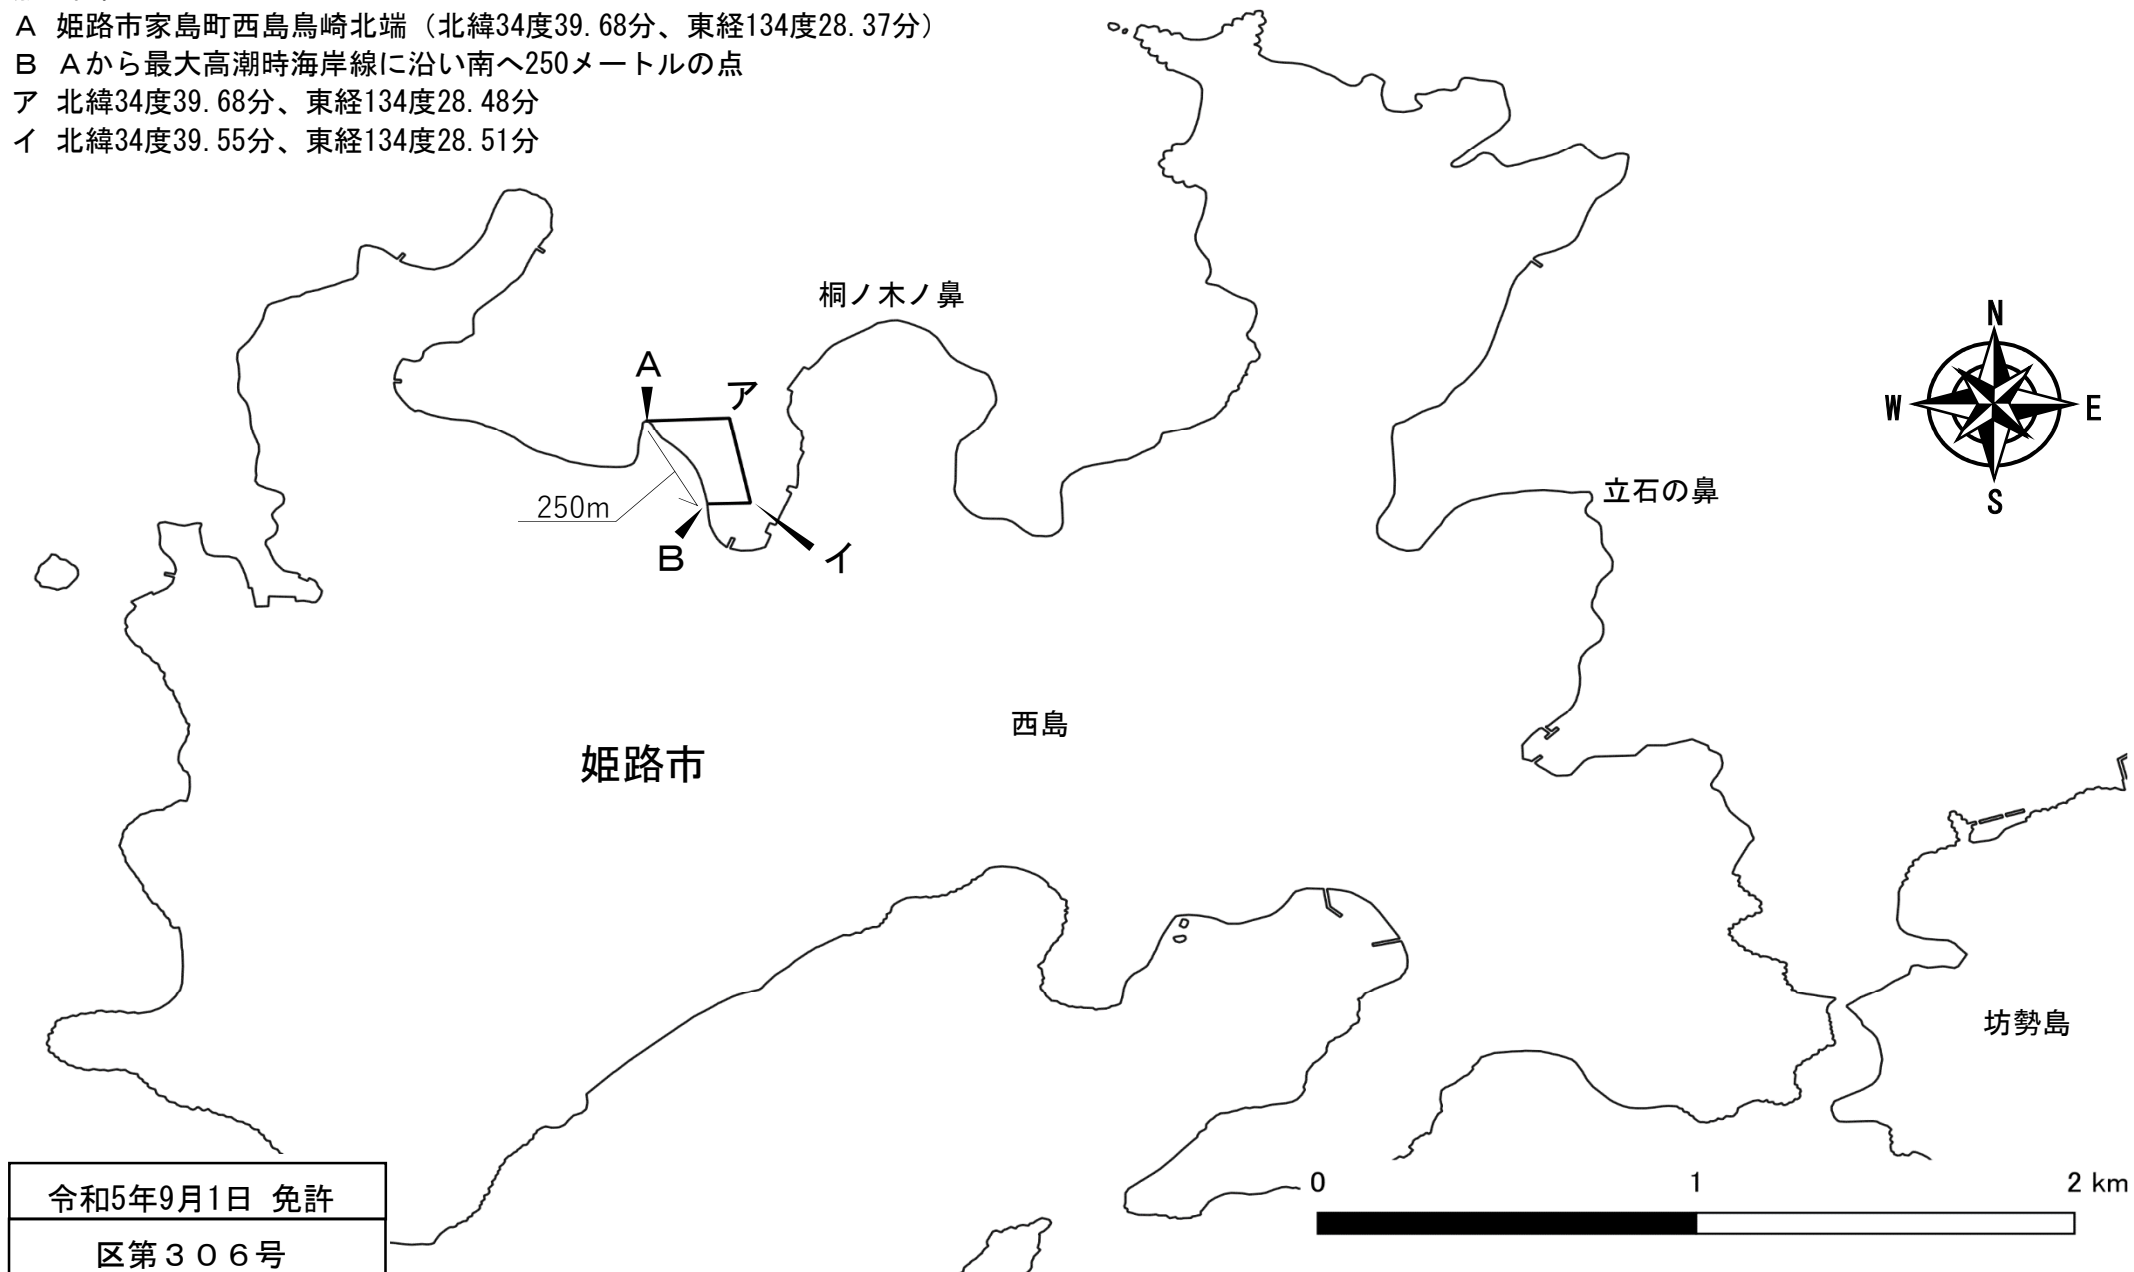 A 姫路市家島町西島鳥崎北端（北緯34度39.68分、東経134度28.37分）
B Aから最大高潮時海岸線に沿い南へ250メートルの点
ア 北緯34度39.68分、東経134度28.48分
イ 北緯34度39.55分、東経134度28.51分
桐ノ木ノ鼻
A
ア
250m
B
イ
N
W
E
S
立石の鼻
西島
姫路市
坊勢島
0 1 2 km
令和5年9月1日 免許
区第３０６号